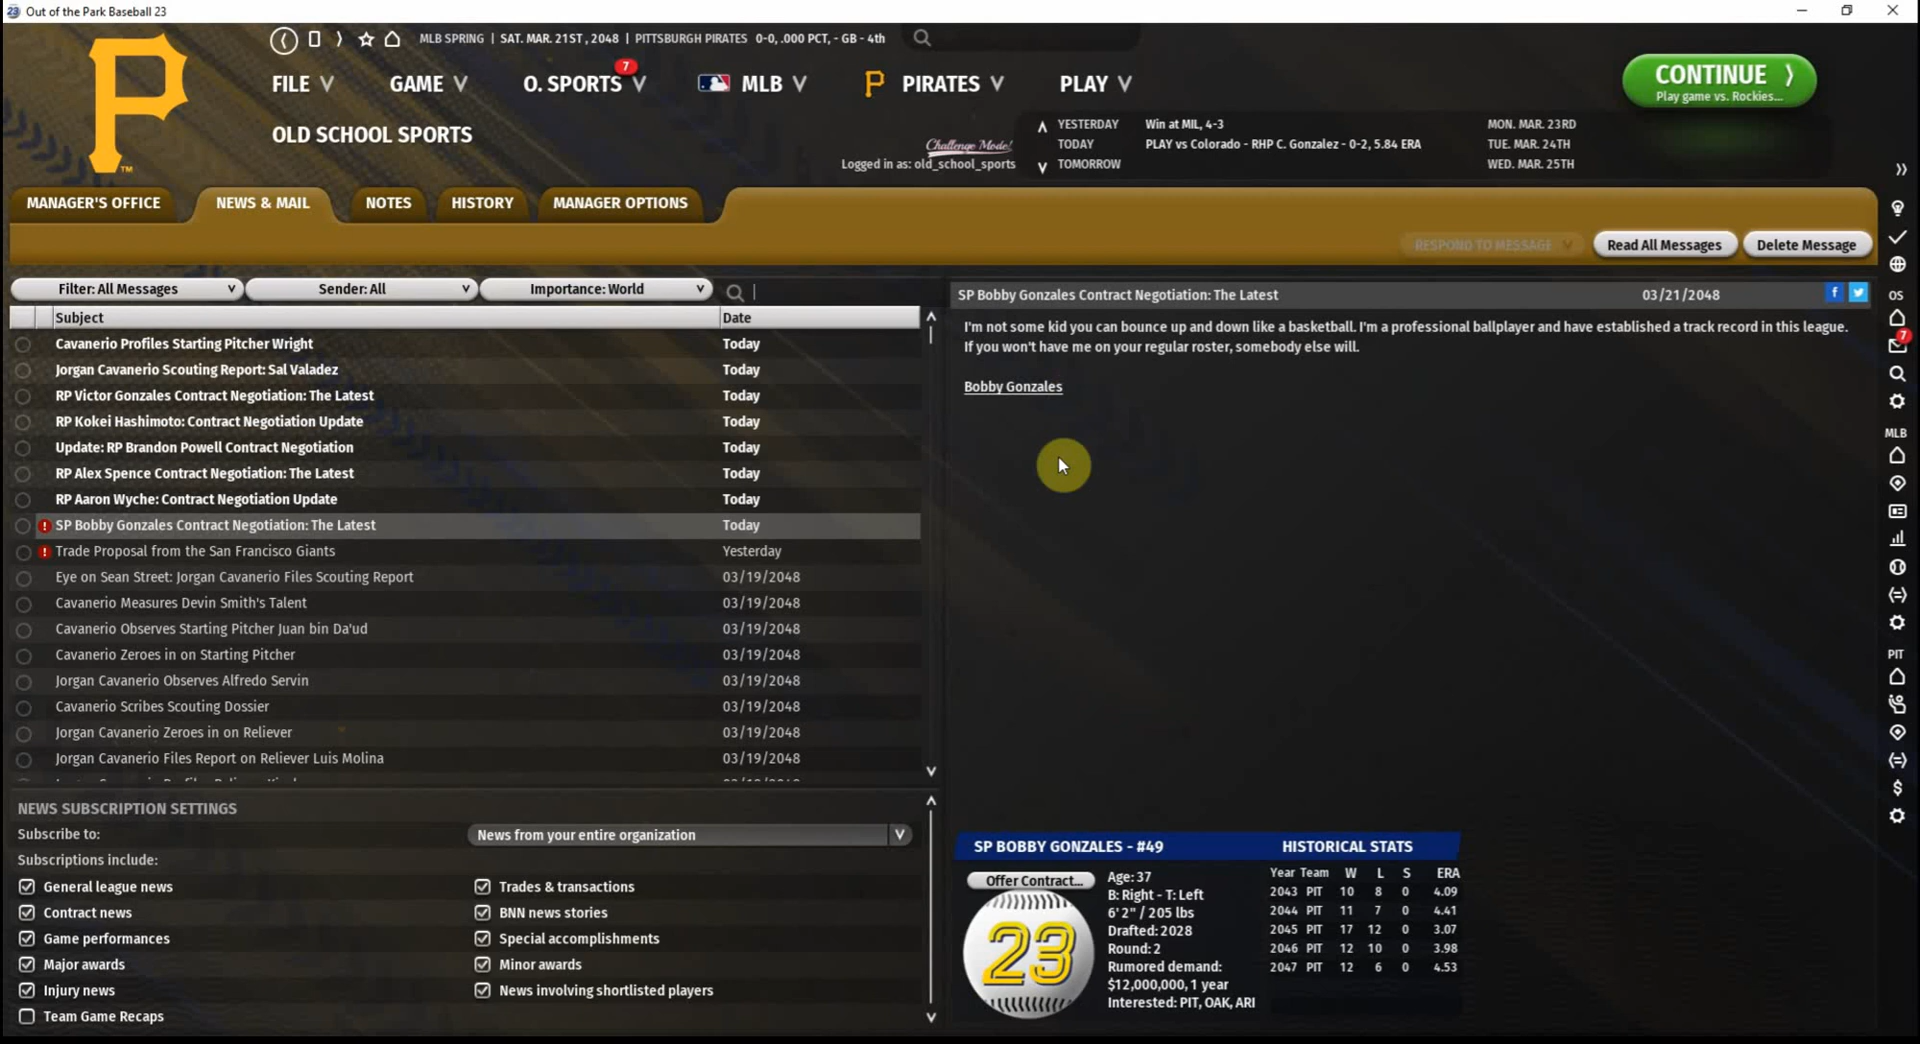 23 Out of the Park Baseball 23
MLB SPRING | SAT. MAR. 21ST , 2048 | PITTSBURGH PIRATES 0-0, .000 PCT, - GB - 4th
FILE
GAME
O. SPORTS
7
MLB
PIRATES
PLAY
CONTINUE
Play game vs. Rockies...
P
TM
OLD SCHOOL SPORTS
Challenge Mode!
Logged in as: old_school_sports
YESTERDAY Win at MIL, 4-3
TODAY PLAY vs Colorado - RHP C. Gonzalez - 0-2, 5.84 ERA
TOMORROW
MON. MAR. 23RD
TUE. MAR. 24TH
WED. MAR. 25TH
MANAGER'S OFFICE
NEWS & MAIL
NOTES
HISTORY
MANAGER OPTIONS
RESPOND TO MESSAGE
Read All Messages
Delete Message
Filter: All Messages
Sender: All
Importance: World
Subject Date
Cavanerio Profiles Starting Pitcher Wright Today
Jorgan Cavanerio Scouting Report: Sal Valadez Today
RP Victor Gonzales Contract Negotiation: The Latest Today
RP Kokei Hashimoto: Contract Negotiation Update Today
Update: RP Brandon Powell Contract Negotiation Today
RP Alex Spence Contract Negotiation: The Latest Today
RP Aaron Wyche: Contract Negotiation Update Today
! SP Bobby Gonzales Contract Negotiation: The Latest Today
! Trade Proposal from the San Francisco Giants Yesterday
Eye on Sean Street: Jorgan Cavanerio Files Scouting Report 03/19/2048
Cavanerio Measures Devin Smith's Talent 03/19/2048
Cavanerio Observes Starting Pitcher Juan bin Da'ud 03/19/2048
Cavanerio Zeroes in on Starting Pitcher 03/19/2048
Jorgan Cavanerio Observes Alfredo Servin 03/19/2048
Cavanerio Scribes Scouting Dossier 03/19/2048
Jorgan Cavanerio Zeroes in on Reliever 03/19/2048
Jorgan Cavanerio Files Report on Reliever Luis Molina 03/19/2048
SP Bobby Gonzales Contract Negotiation: The Latest 03/21/2048
I'm not some kid you can bounce up and down like a basketball. I'm a professional ballplayer and have established a track record in this league.
If you won't have me on your regular roster, somebody else will.
Bobby Gonzales
NEWS SUBSCRIPTION SETTINGS
Subscribe to: News from your entire organization
Subscriptions include:
General league news Trades & transactions
Contract news BNN news stories
Game performances Special accomplishments
Major awards Minor awards
Injury news News involving shortlisted players
Team Game Recaps
SP BOBBY GONZALES - #49
Offer Contract...
23
Age: 37
B: Right - T: Left
6' 2" / 205 lbs
Drafted: 2028
Round: 2
Rumored demand:
$12,000,000, 1 year
Interested: PIT, OAK, ARI
HISTORICAL STATS
Year Team W L S ERA
2043 PIT 10 8 0 4.09
2044 PIT 11 7 0 4.41
2045 PIT 17 12 0 3.07
2046 PIT 12 10 0 3.98
2047 PIT 12 6 0 4.53
OS
7
MLB
PIT
$